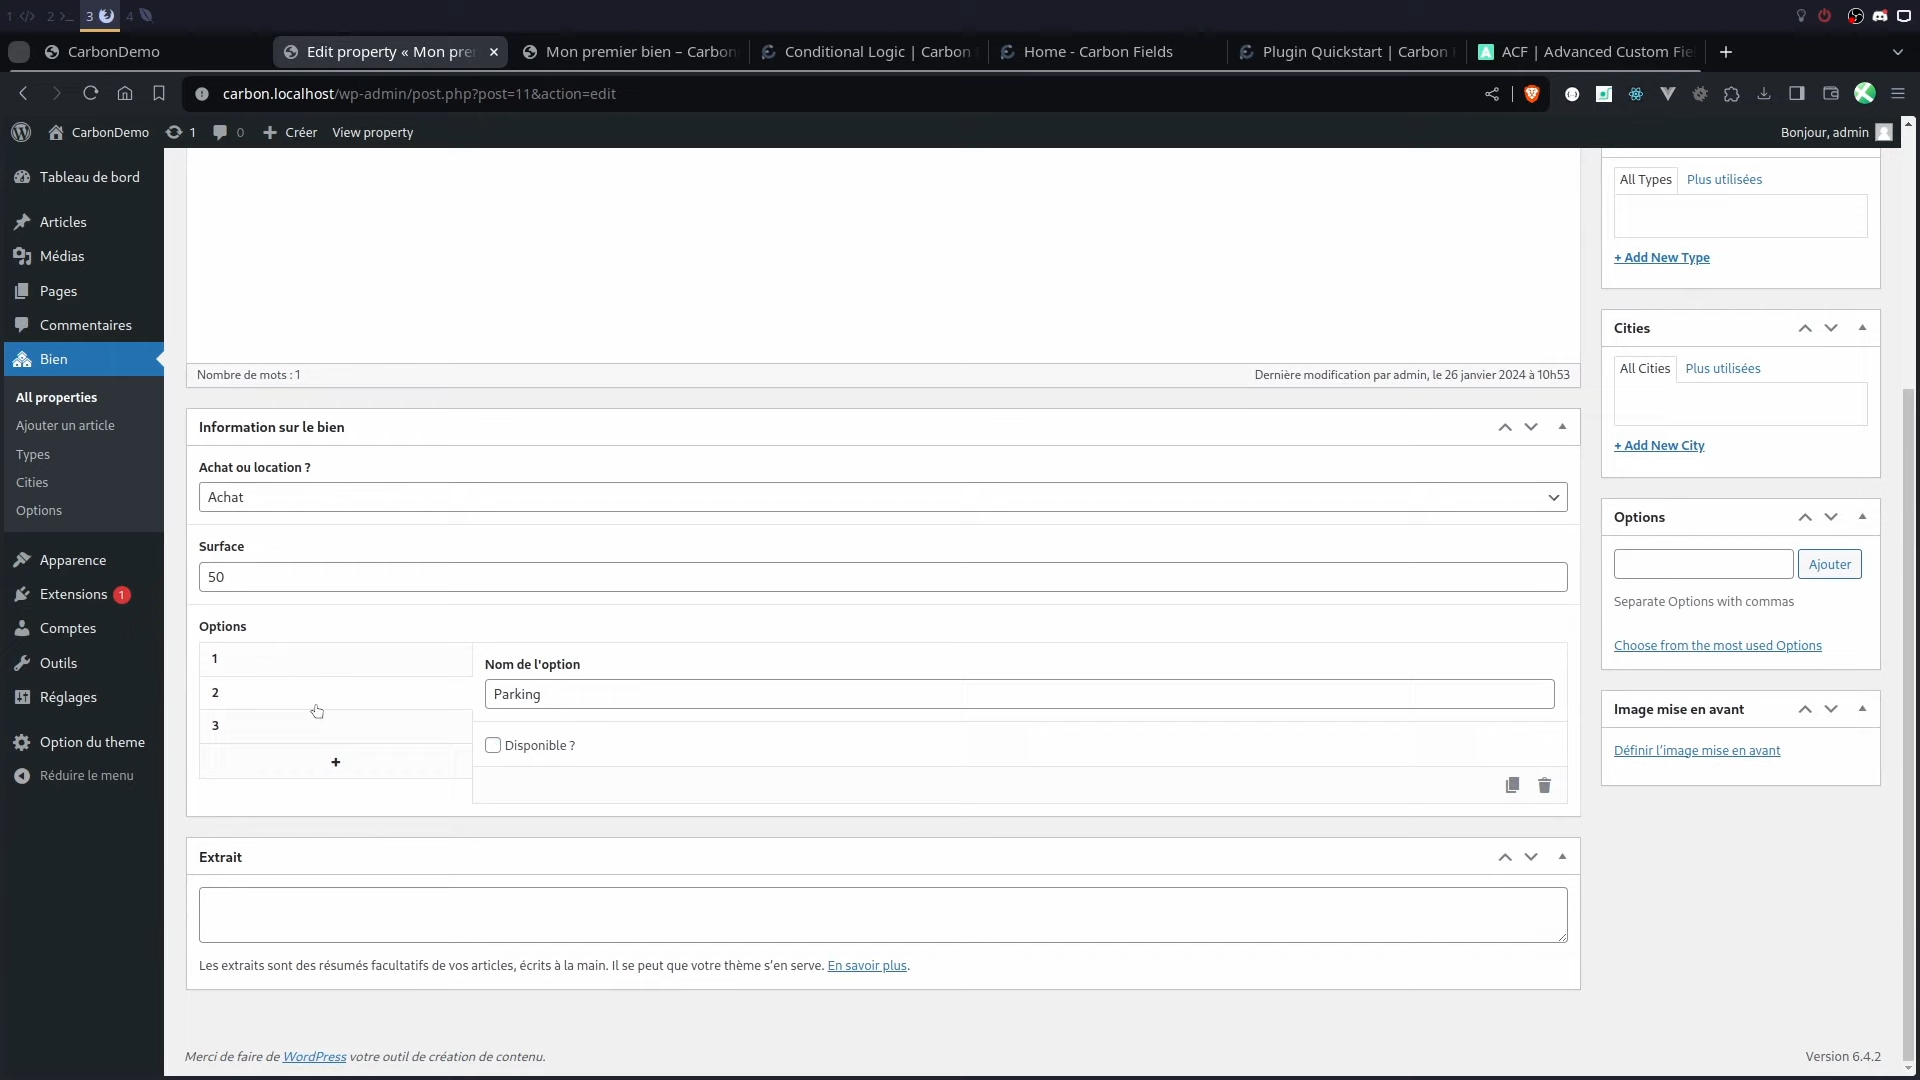 1 </> 2 >_ 3 4
CarbonDemo
Edit property « Mon pre
Mon premier bien – Carbon
Conditional Logic | Carbon
Home - Carbon Fields
Plugin Quickstart | Carbon
ACF | Advanced Custom Fie
carbon.localhost/wp-admin/post.php?post=11&action=edit
CarbonDemo 1 0 Créer View property
Bonjour, admin
Tableau de bord
Articles
Médias
Pages
Commentaires
Bien
All properties
Ajouter un article
Types
Cities
Options
Apparence
Extensions 1
Comptes
Outils
Réglages
Option du theme
Réduire le menu
Nombre de mots : 1
Dernière modification par admin, le 26 janvier 2024 à 10h53
Information sur le bien
Achat ou location ?
Achat
Surface
50
Options
1
2
3
+
Nom de l'option
Parking
Disponible ?
Extrait
Les extraits sont des résumés facultatifs de vos articles, écrits à la main. Il se peut que votre thème s’en serve. En savoir plus.
All Types Plus utilisées
+ Add New Type
Cities
All Cities Plus utilisées
+ Add New City
Options
Ajouter
Separate Options with commas
Choose from the most used Options
Image mise en avant
Définir l’image mise en avant
Merci de faire de WordPress votre outil de création de contenu.
Version 6.4.2